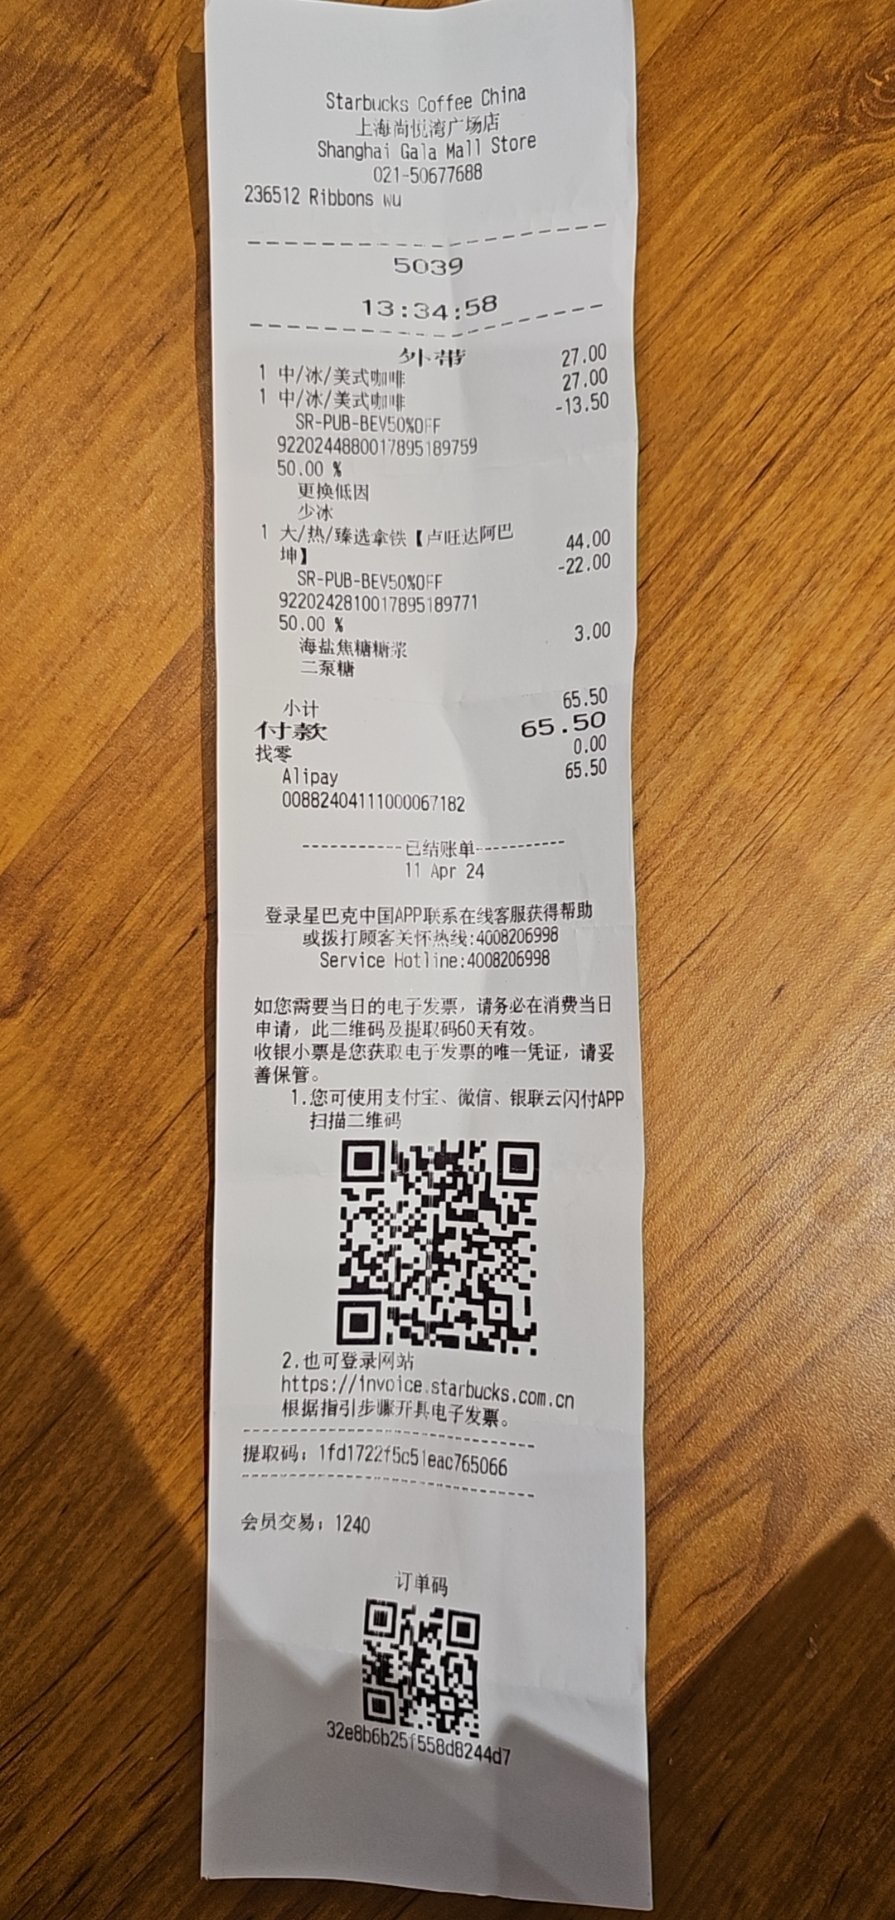 Starbucks Coffee China
上海尚悦湾广场店
Shanghai Gala Mall Store
021-50677688
236512 Ribbons wu
5039
13:34:58
外带
1 中/冰/美式咖啡 27.00
1 中/冰/美式咖啡 27.00
SR-PUB-BEV50%OFF -13.50
9220244880017895189759
50.00 %
更换低因
少冰
1 大/热/臻选拿铁【卢旺达阿巴 44.00
坤】
SR-PUB-BEV50%OFF -22.00
9220242810017895189771
50.00 %
海盐焦糖糖浆 3.00
二泵糖
小计 65.50
付款 65.50
找零 0.00
Alipay 65.50
00882404111000067182
-----------已结账单-----------
11 Apr 24
登录星巴克中国APP联系在线客服获得帮助
或拨打顾客关怀热线:4008206998
Service Hotline:4008206998
如您需要当日的电子发票，请务必在消费当日
申请，此二维码及提取码60天有效。
收银小票是您获取电子发票的唯一凭证，请妥
善保管。
1.您可使用支付宝、微信、银联云闪付APP
扫描二维码
2.也可登录网站
https://invoice.starbucks.com.cn
根据指引步骤开具电子发票。
提取码：1fd1722f5c51eac765066
会员交易：1240
订单码
32e8b6b25f558d8244d7